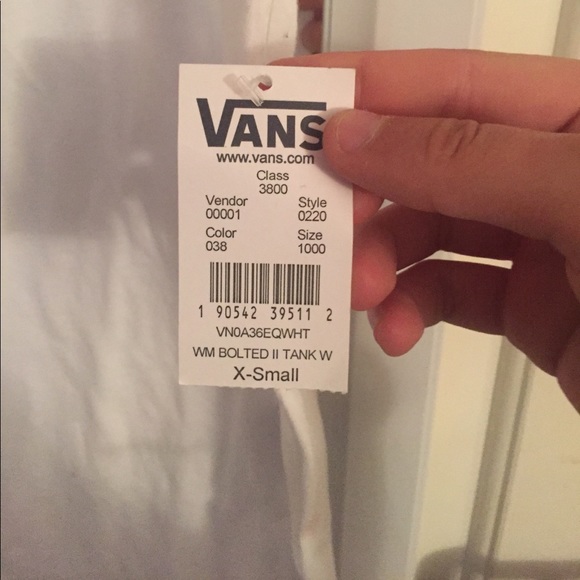 VANS
www.vans.com
Class
3800
Vendor Style
00001 0220
Color Size
038 1000
1 90542 39511 2
VN0A36EQWHT
WM BOLTED II TANK W
X-Small